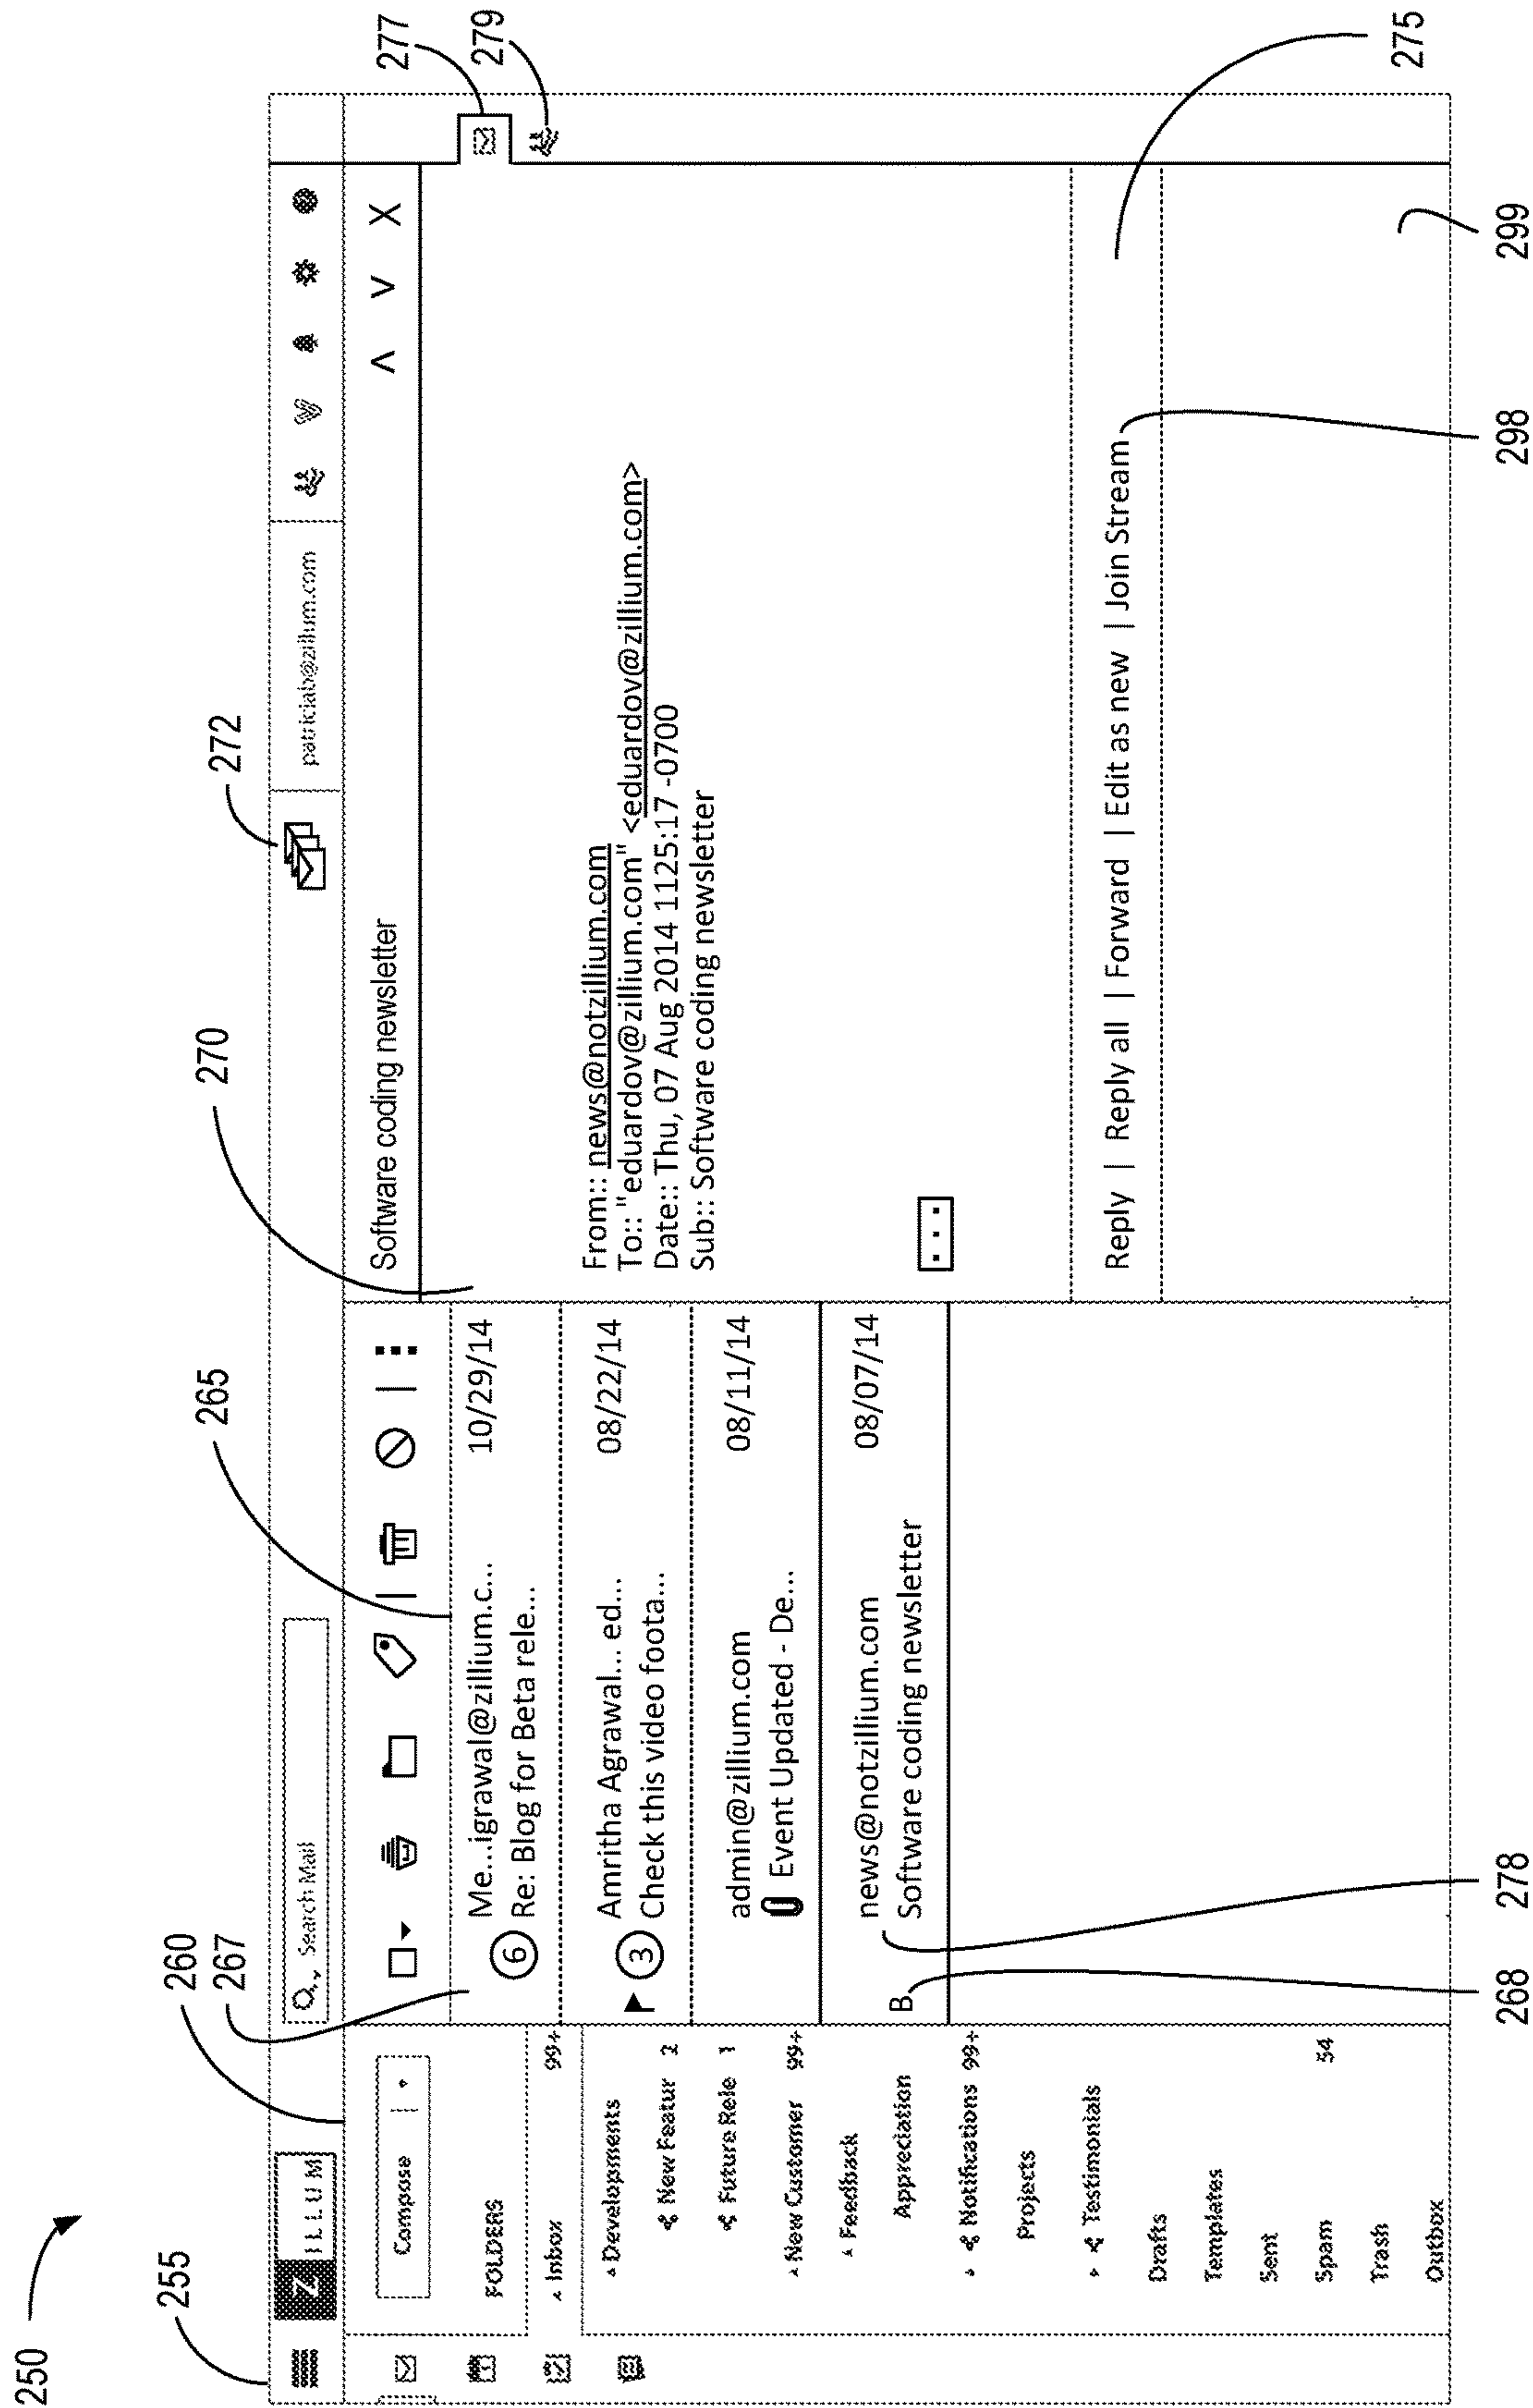 250
255
260
267
265
270
272
277
279
Z ILLUM
Search Mail
patriciab@zillum.com
Compose
FOLDERS
Inbox 99+
Developments
New Featur 2
Future Rele 1
New Customer 99+
Feedback
Appreciation
Notifications 99+
Projects
Testimonials
Drafts
Templates
Sent
Spam 54
Trash
Outbox
6 Me...igrawal@zillium.c... 10/29/14
Re: Blog for Beta rele...
3 Amritha Agrawal... ed... 08/22/14
Check this video foota...
admin@zillium.com 08/11/14
Event Updated - De...
B news@notzillium.com 08/07/14
Software coding newsletter
Software coding newsletter
< > X
From:: news@notzillium.com
To:: "eduardov@zillium.com" <eduardov@zillium.com>
Date:: Thu, 07 Aug 2014 1125:17 -0700
Sub:: Software coding newsletter
...
Reply | Reply all | Forward | Edit as new | Join Stream
268
278
298
299
275